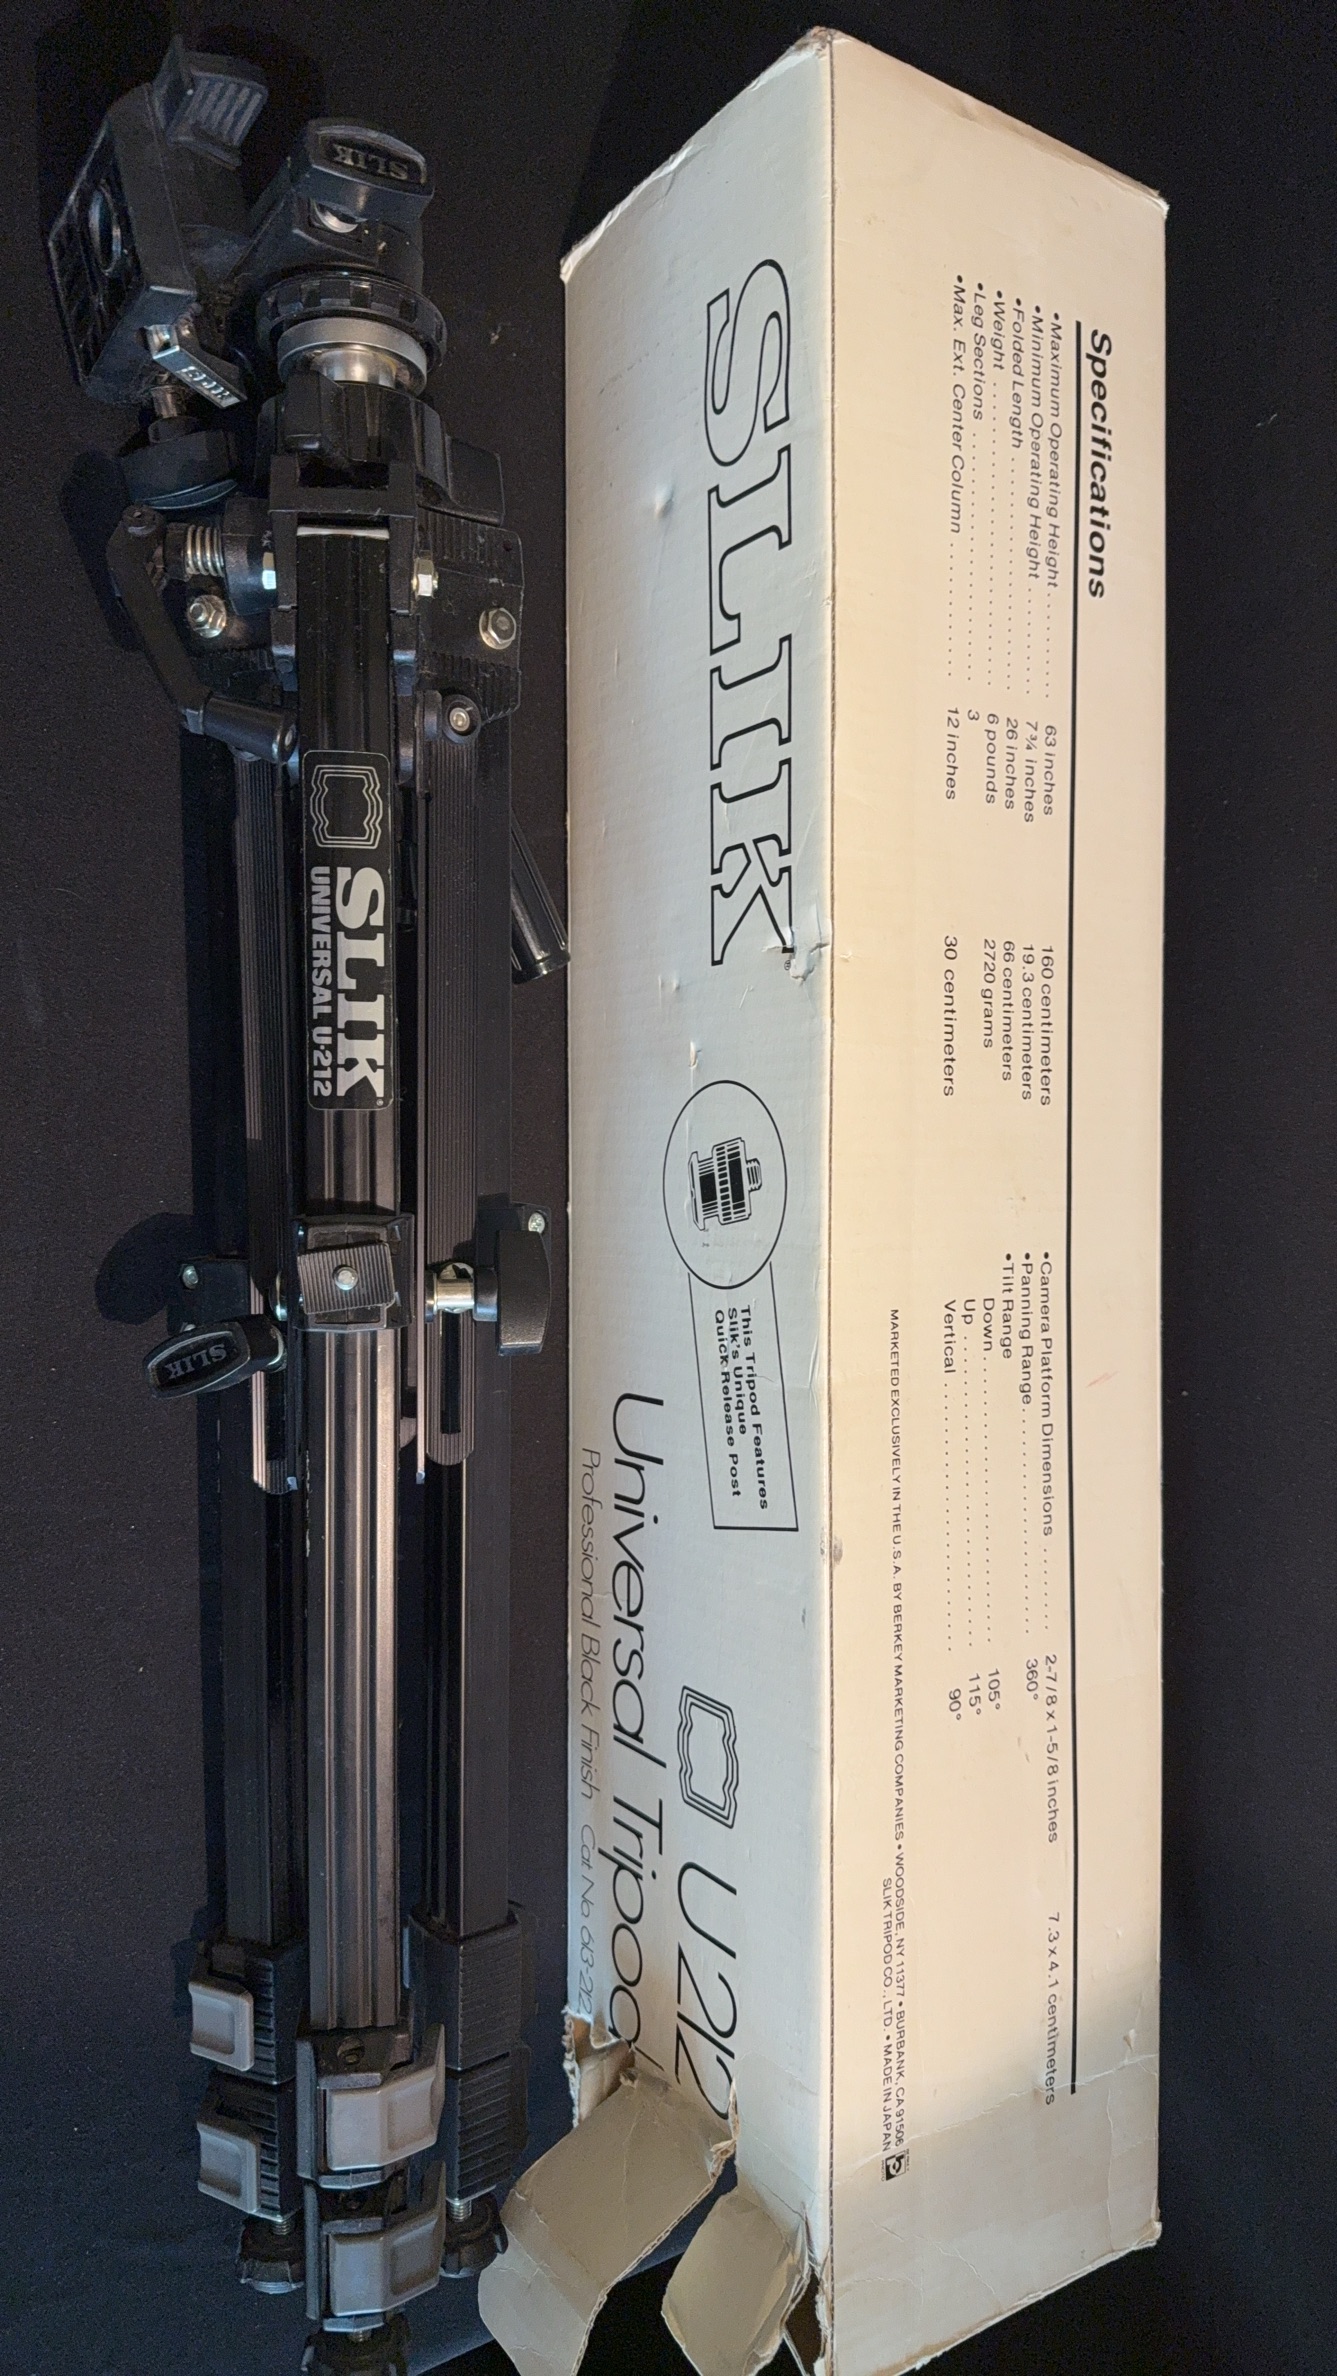 Specifications
•Maximum Operating Height . . . . . . . . . 63 inches 160 centimeters
•Minimum Operating Height . . . . . . . . . 7¾ inches 19.3 centimeters
•Folded Length . . . . . . . . . . . . . . . . . . . . . 26 inches 66 centimeters
•Weight . . . . . . . . . . . . . . . . . . . . . . . . . . . 6 pounds 2720 grams
•Leg Sections . . . . . . . . . . . . . . . . . . . . . . 3
•Max. Ext. Center Column . . . . . . . . . . . 12 inches 30 centimeters
•Camera Platform Dimensions . . . . . . . . 2-7/8 x 1-5/8 inches 7.3 x 4.1 centimeters
•Panning Range . . . . . . . . . . . . . . . . . . . . 360°
•Tilt Range
Down . . . . . . . . . . . . . . . . . . . . . . . . 105°
Up . . . . . . . . . . . . . . . . . . . . . . . . . . 115°
Vertical . . . . . . . . . . . . . . . . . . . . . . 90°
MARKETED EXCLUSIVELY IN THE U.S.A. BY BERKEY MARKETING COMPANIES • WOODSIDE, NY 11377 • BURBANK, CA 91506
SLIK TRIPOD CO., LTD. • MADE IN JAPAN
SLIK®
This Tripod Features
Slik's Unique
Quick Release Post
U212
Universal Tripod
Professional Black Finish Cat No. 613-212
SLIK
SLIK®
UNIVERSAL U·212
SLIK